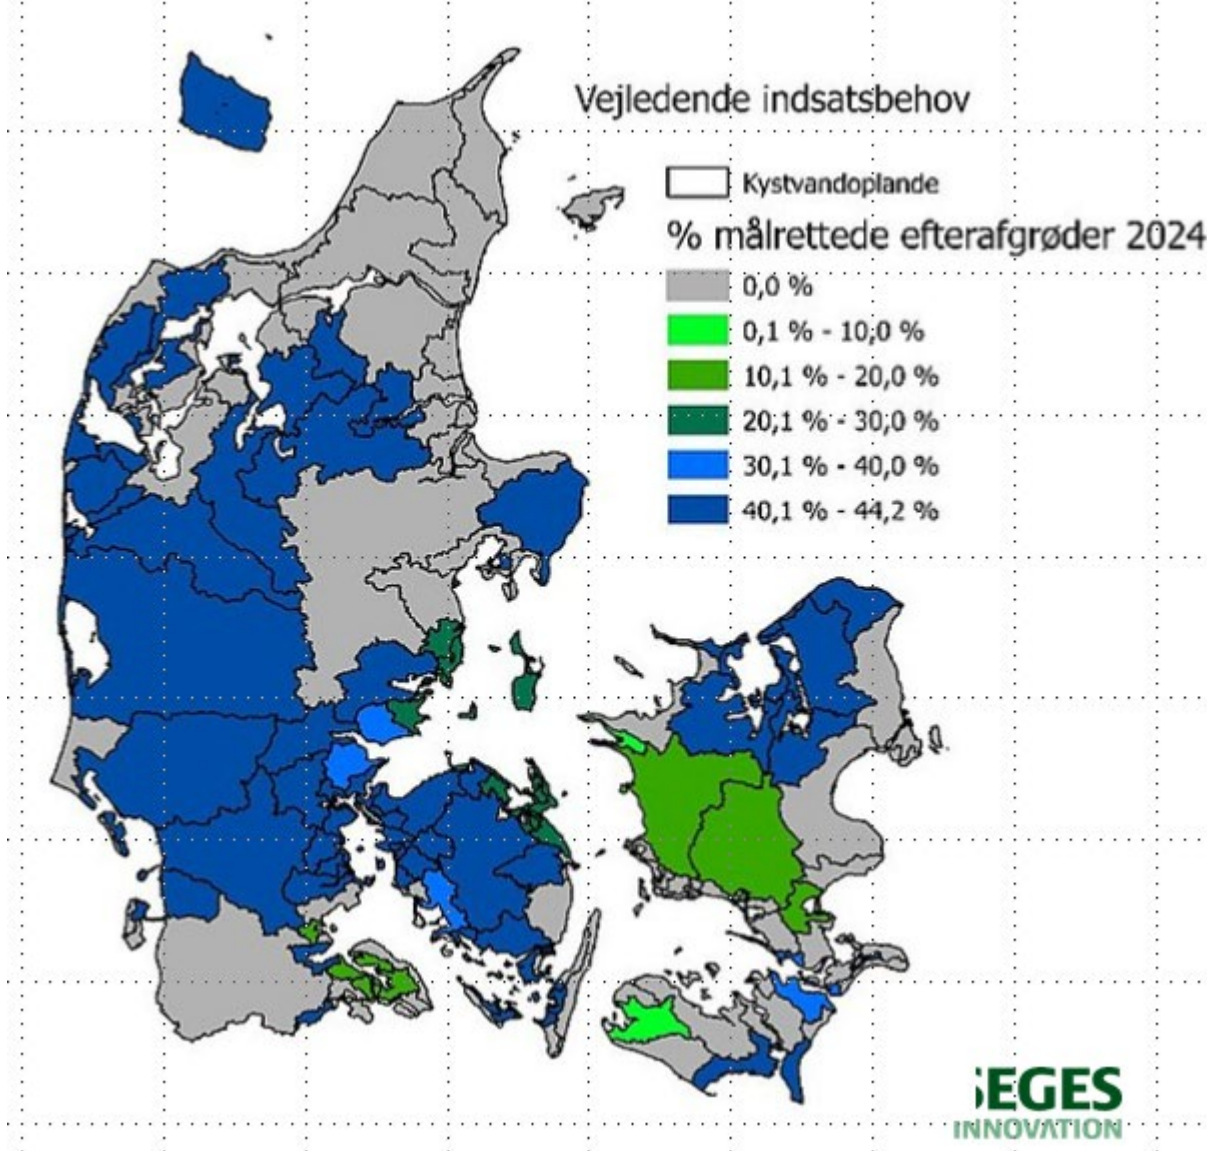 Vejledende indsatsbehov
Kystvandoplande
% målrettede efterafgrøder 2024
0,0 %
0,1 % - 10,0 %
10,1 % - 20,0 %
20,1 % - 30,0 %
30,1 % - 40,0 %
40,1 % - 44,2 %
SEGES
INNOVATION